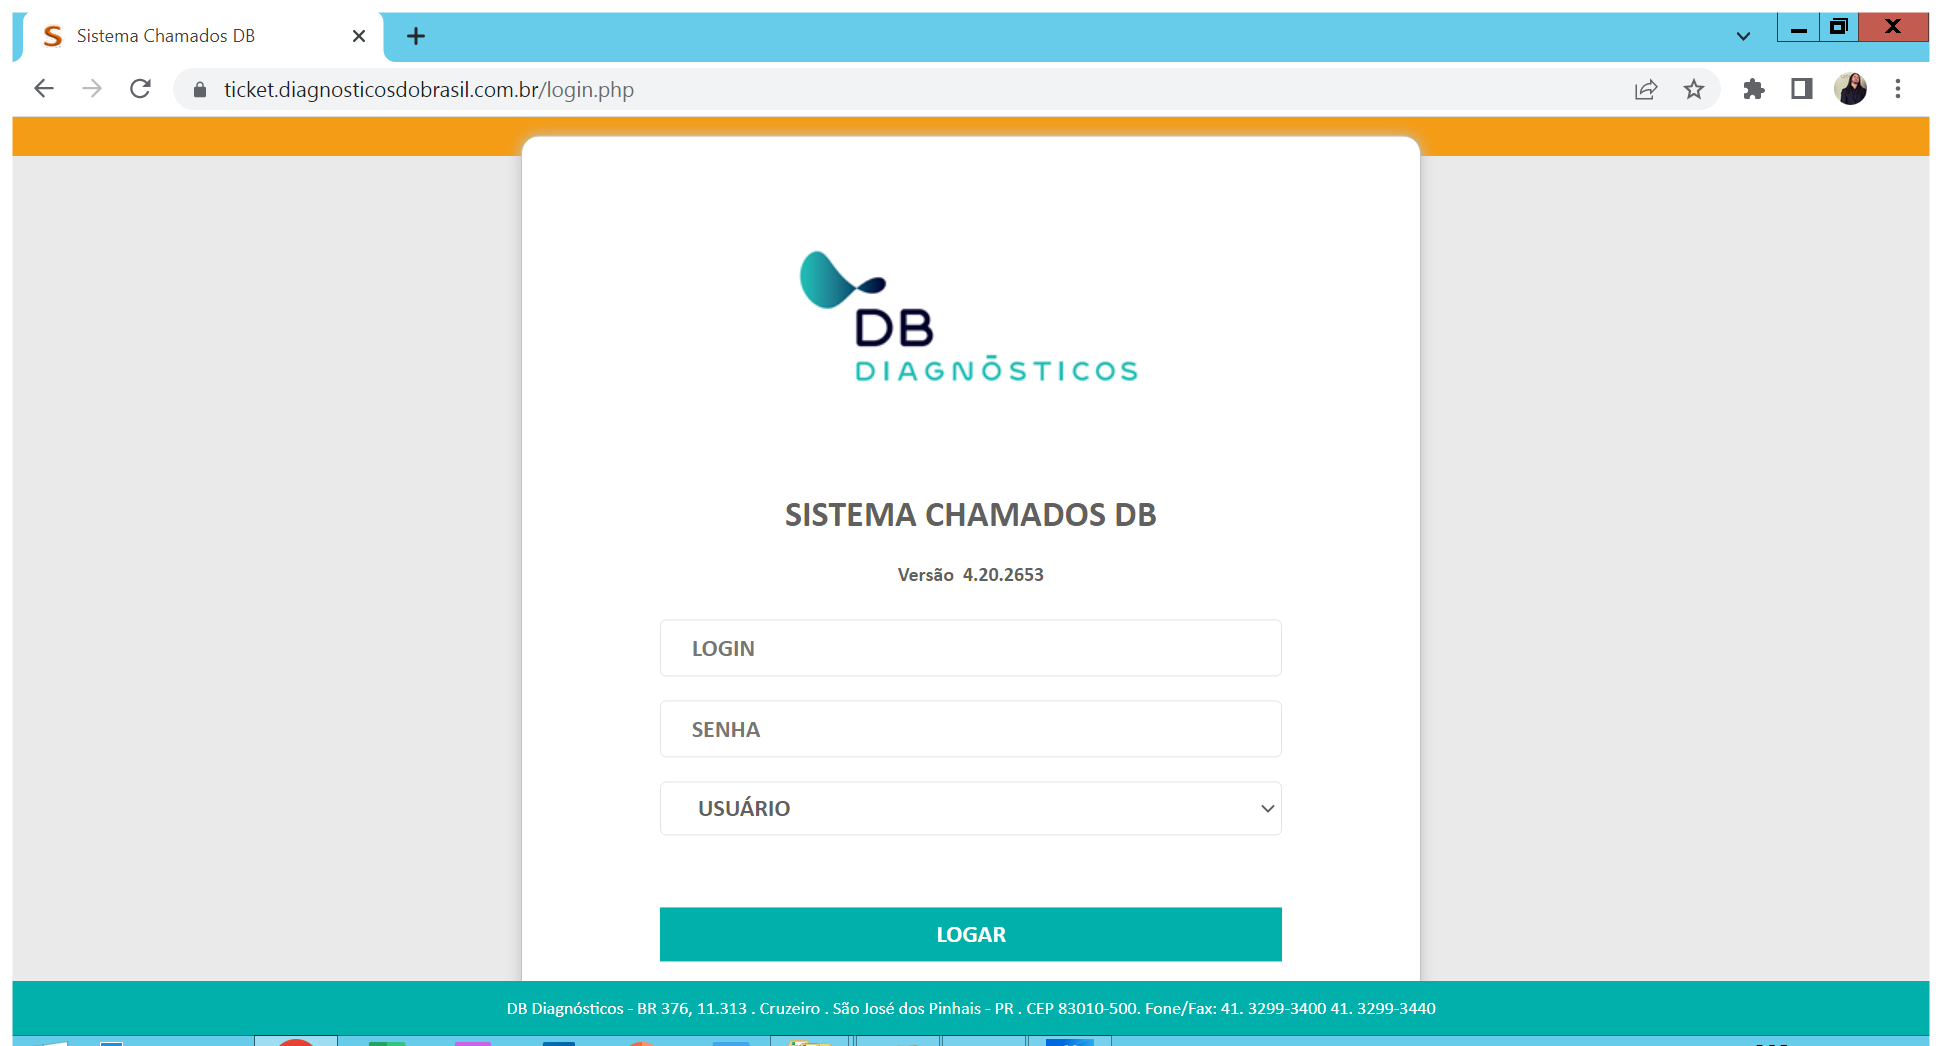 Sistema Chamados DB
ticket.diagnosticosdobrasil.com.br/login.php
DB
DIAGNŌSTICOS
SISTEMA CHAMADOS DB
Versão 4.20.2653
LOGIN
SENHA
USUÁRIO
LOGAR
DB Diagnósticos - BR 376, 11.313 . Cruzeiro . São José dos Pinhais - PR . CEP 83010-500. Fone/Fax: 41. 3299-3400 41. 3299-3440